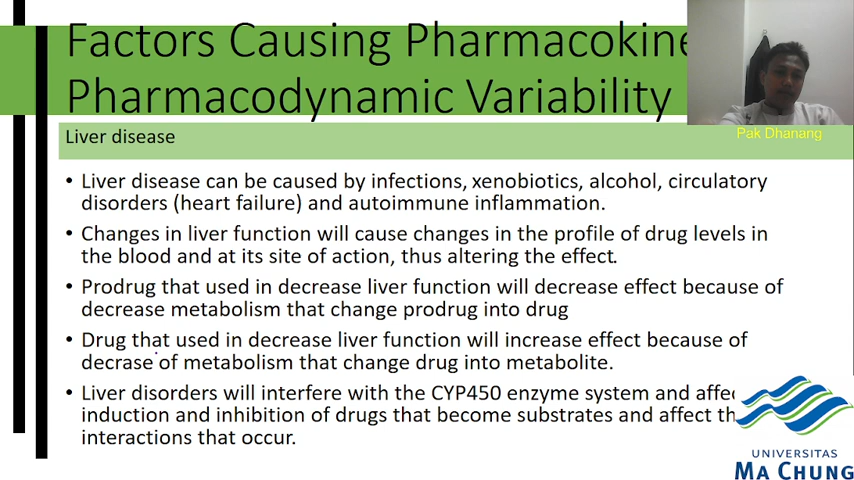 Factors Causing Pharmacokine
Pharmacodynamic Variability
Pak Dhanang
Liver disease
• Liver disease can be caused by infections, xenobiotics, alcohol, circulatory
disorders (heart failure) and autoimmune inflammation.
• Changes in liver function will cause changes in the profile of drug levels in
the blood and at its site of action, thus altering the effect.
• Prodrug that used in decrease liver function will decrease effect because of
decrease metabolism that change prodrug into drug
• Drug that used in decrease liver function will increase effect because of
decrase of metabolism that change drug into metabolite.
• Liver disorders will interfere with the CYP450 enzyme system and affec
induction and inhibition of drugs that become substrates and affect th
interactions that occur.
UNIVERSITAS
MA CHUNG